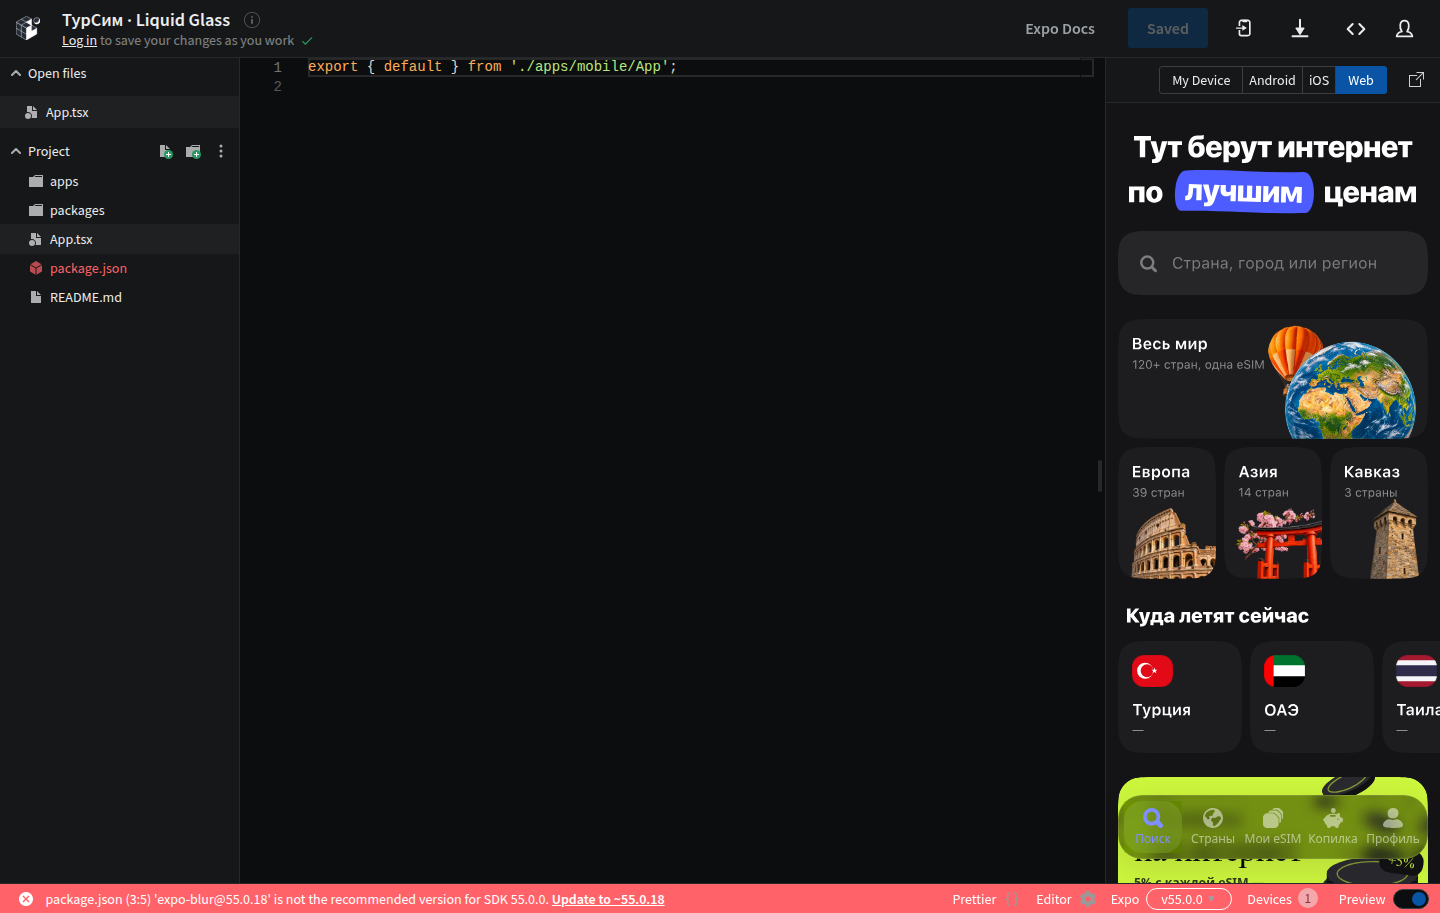 ТурСим · Liquid Glass
Log in to save your changes as you work
Expo Docs
Saved
Open files
App.tsx
Project
apps
packages
App.tsx
package.json
README.md
1 export { default } from './apps/mobile/App';
2
My Device Android iOS Web
Тут берут интернет
по лучшим ценам
Страна, город или регион
Весь мир
120+ стран, одна eSIM
Европа
39 стран
Азия
14 стран
Кавказ
3 страны
Куда летят сейчас
Турция
—
ОАЭ
—
Таила
—
Поиск Страны Мои eSIM Копилка Профиль
на интернет
+5%
5% с каждой eSIM
package.json (3:5) 'expo-blur@55.0.18' is not the recommended version for SDK 55.0.0. Update to ~55.0.18
Prettier { } Editor Expo v55.0.0 Devices 1 Preview